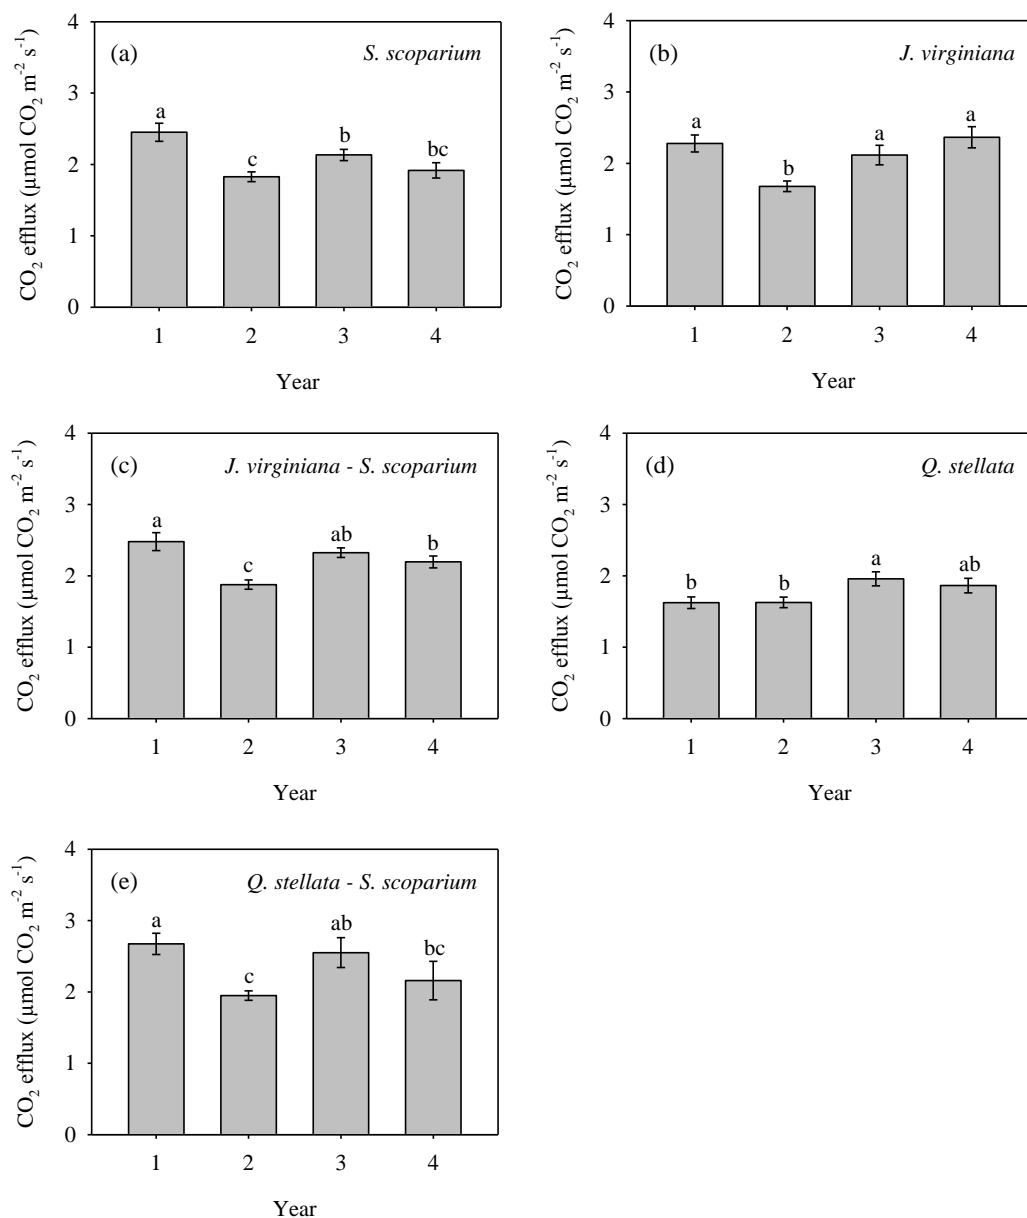 (a) S. scoparium
CO₂ efflux (µmol CO₂ m⁻² s⁻¹)
4
3
2
1
0
a
c
b
bc
1 2 3 4
Year
(b) J. virginiana
CO₂ efflux (µmol CO₂ m⁻² s⁻¹)
4
3
2
1
0
a
b
a
a
1 2 3 4
Year
(c) J. virginiana - S. scoparium
CO₂ efflux (µmol CO₂ m⁻² s⁻¹)
4
3
2
1
0
a
c
ab
b
1 2 3 4
Year
(d) Q. stellata
CO₂ efflux (µmol CO₂ m⁻² s⁻¹)
4
3
2
1
0
b
b
a
ab
1 2 3 4
Year
(e) Q. stellata - S. scoparium
CO₂ efflux (µmol CO₂ m⁻² s⁻¹)
4
3
2
1
0
a
c
ab
bc
1 2 3 4
Year